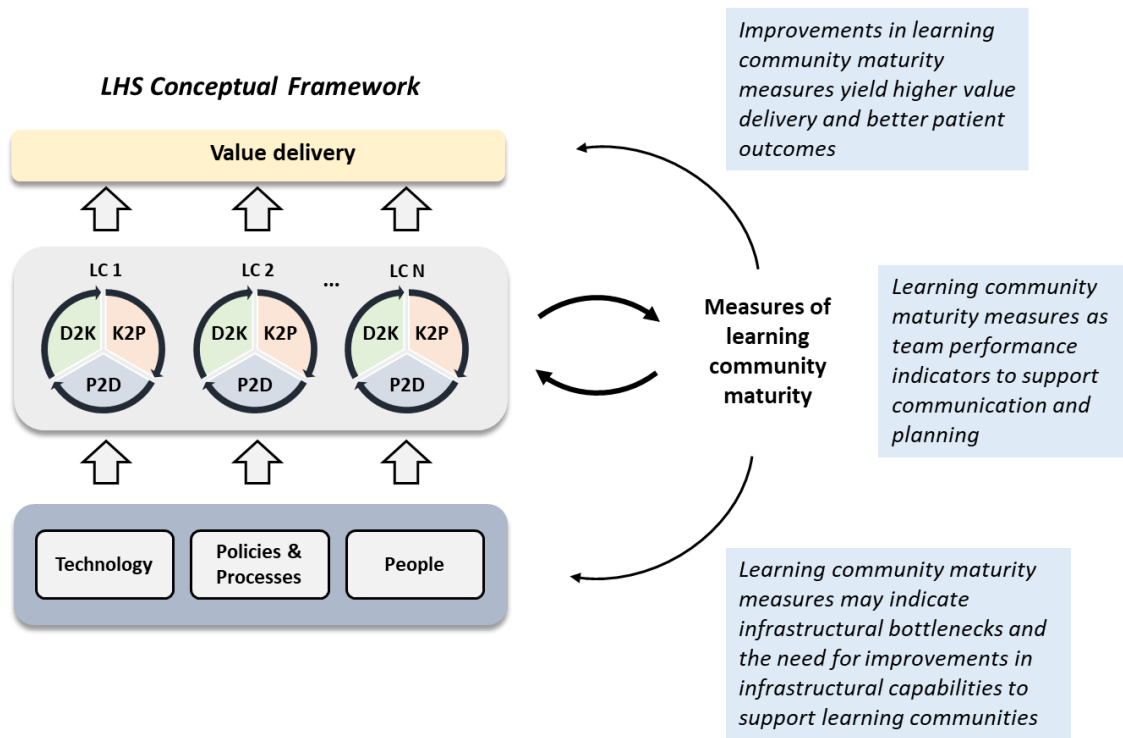 LHS Conceptual Framework
Value delivery
LC 1
D2K
K2P
P2D
LC 2
D2K
K2P
P2D
...
LC N
D2K
K2P
P2D
Technology
Policies &
Processes
People
Measures of
learning
community
maturity
Improvements in learning
community maturity
measures yield higher value
delivery and better patient
outcomes
Learning community
maturity measures as
team performance
indicators to support
communication and
planning
Learning community maturity
measures may indicate
infrastructural bottlenecks and
the need for improvements in
infrastructural capabilities to
support learning communities